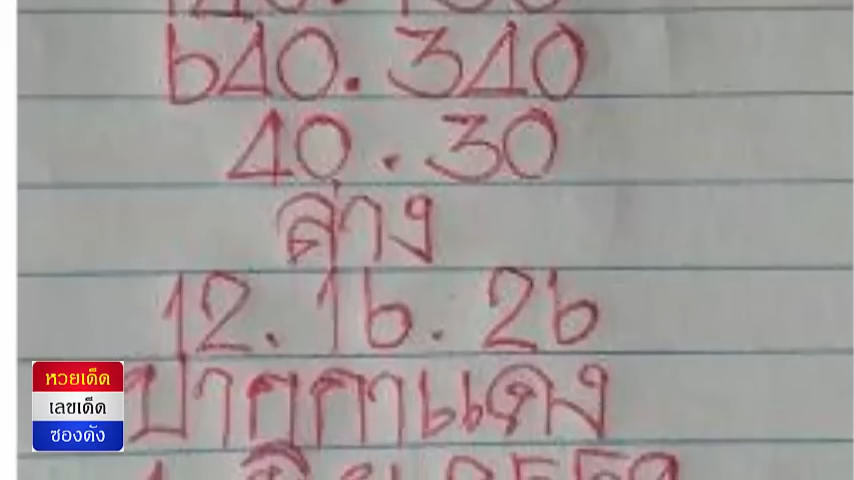 640.340
40.30
ล่าง
12.16.26
ปากกาแดง
หวยเด็ด
เลขเด็ด
ซองดัง